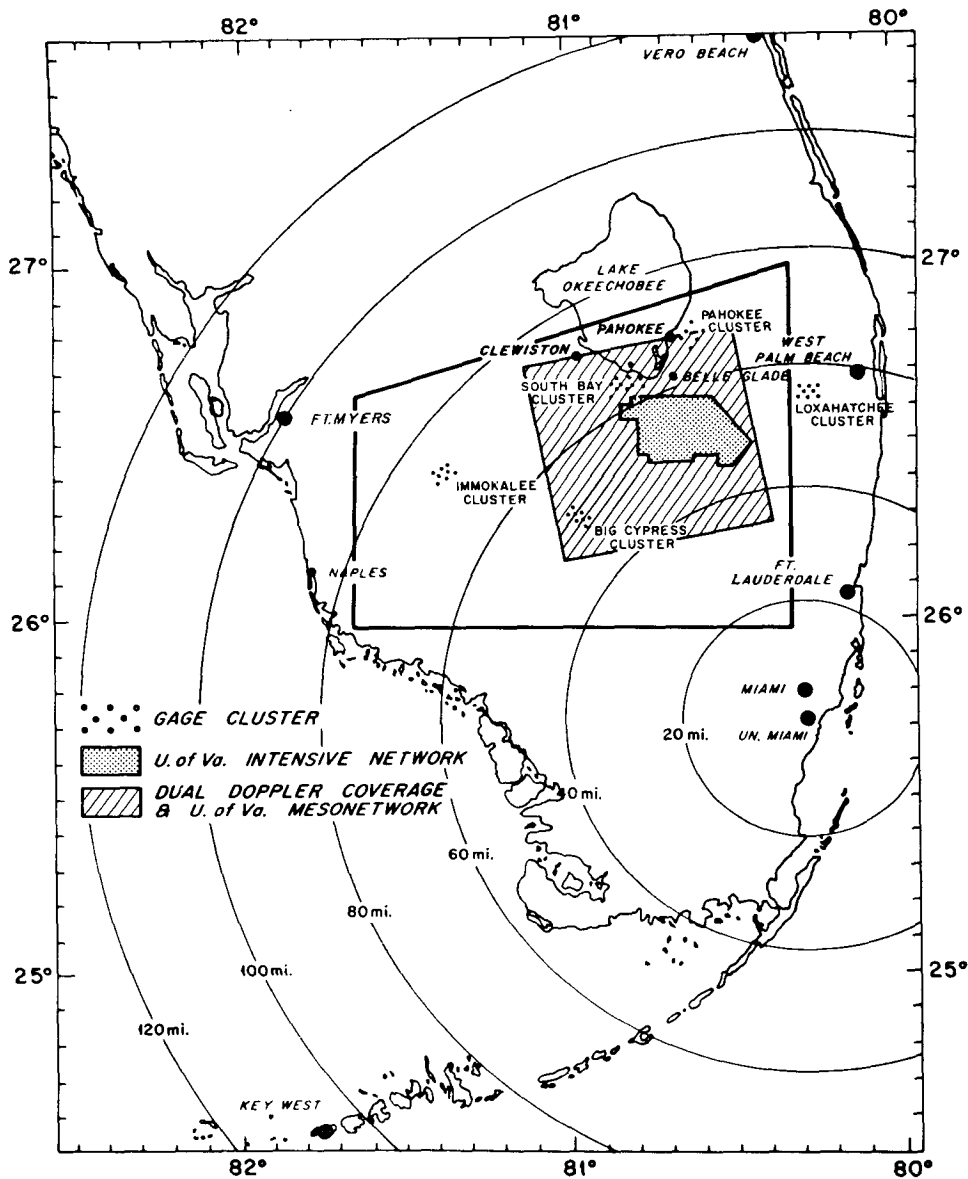 82°
81°
80°
VERO BEACH
27°
27°
LAKE
OKEECHOBEE
PAHOKEE
CLUSTER
PAHOKEE
CLEWISTON
WEST
PALM BEACH
BELLE GLADE
SOUTH BAY
CLUSTER
LOXAHATCHEE
CLUSTER
FT. MYERS
IMMOKALEE
CLUSTER
BIG CYPRESS
CLUSTER
NAPLES
FT.
LAUDERDALE
26°
26°
MIAMI
UN. MIAMI
20 mi.
GAGE CLUSTER
U. of Va. INTENSIVE NETWORK
DUAL DOPPLER COVERAGE
& U. of Va. MESONETWORK
40 mi.
60 mi.
80 mi.
100 mi.
120 mi.
25°
25°
KEY WEST
82°
81°
80°